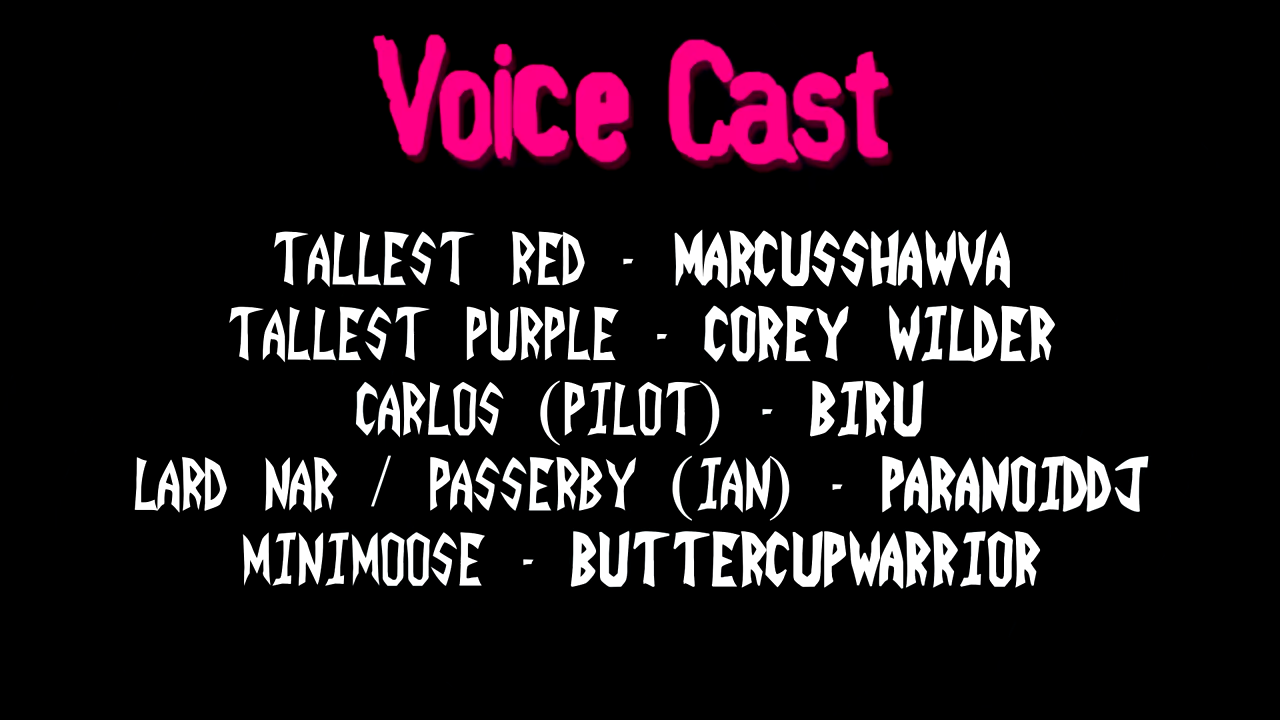 Voice Cast
TALLEST RED - MARCUSSHAWVA
TALLEST PURPLE - COREY WILDER
CARLOS (PILOT) - BIRU
LARD NAR / PASSERBY (IAN) - PARANOIDDJ
MINIMOOSE - BUTTERCUPWARRIOR